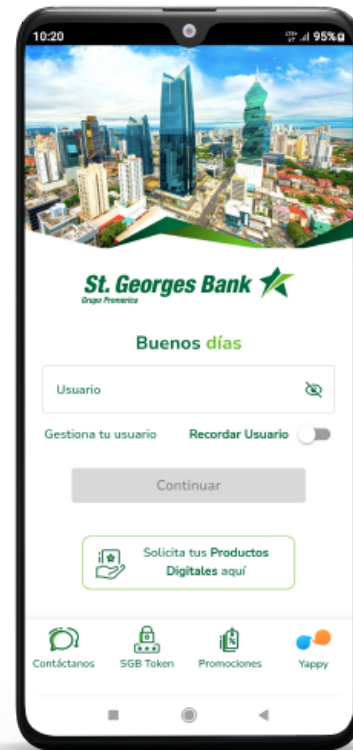 10:20
95%
St. Georges Bank
Grupo Promerica
Buenos días
Usuario
Gestiona tu usuario Recordar Usuario
Continuar
Solicita tus Productos
Digitales aquí
Contáctanos SGB Token Promociones Yappy